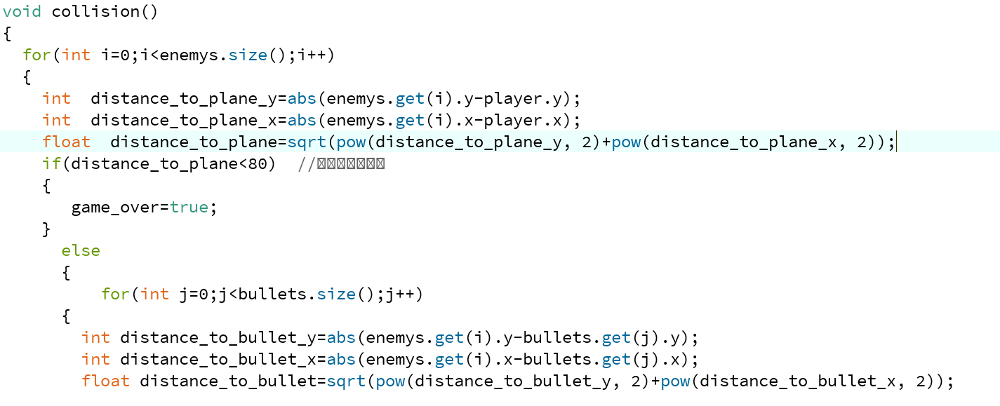 void collision()
{
  for(int i=0;i<enemys.size();i++)
  {
    int  distance_to_plane_y=abs(enemys.get(i).y-player.y);
    int  distance_to_plane_x=abs(enemys.get(i).x-player.x);
    float  distance_to_plane=sqrt(pow(distance_to_plane_y, 2)+pow(distance_to_plane_x, 2));
    if(distance_to_plane<80)  //
    {
       game_over=true;
    }
      else
      {
          for(int j=0;j<bullets.size();j++)
      {
        int distance_to_bullet_y=abs(enemys.get(i).y-bullets.get(j).y);
        int distance_to_bullet_x=abs(enemys.get(i).x-bullets.get(j).x);
        float distance_to_bullet=sqrt(pow(distance_to_bullet_y, 2)+pow(distance_to_bullet_x, 2));